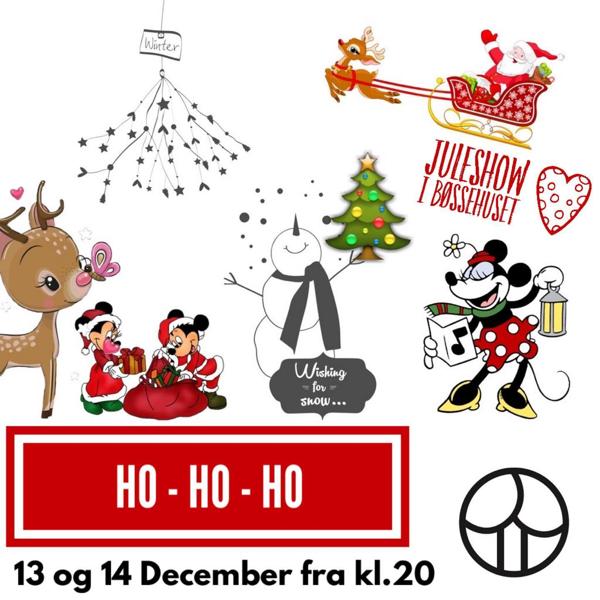 Winter
JULESHOW
I BØSSEHUSET
Wishing
for
snow...
HO - HO - HO
13 og 14 December fra kl.20